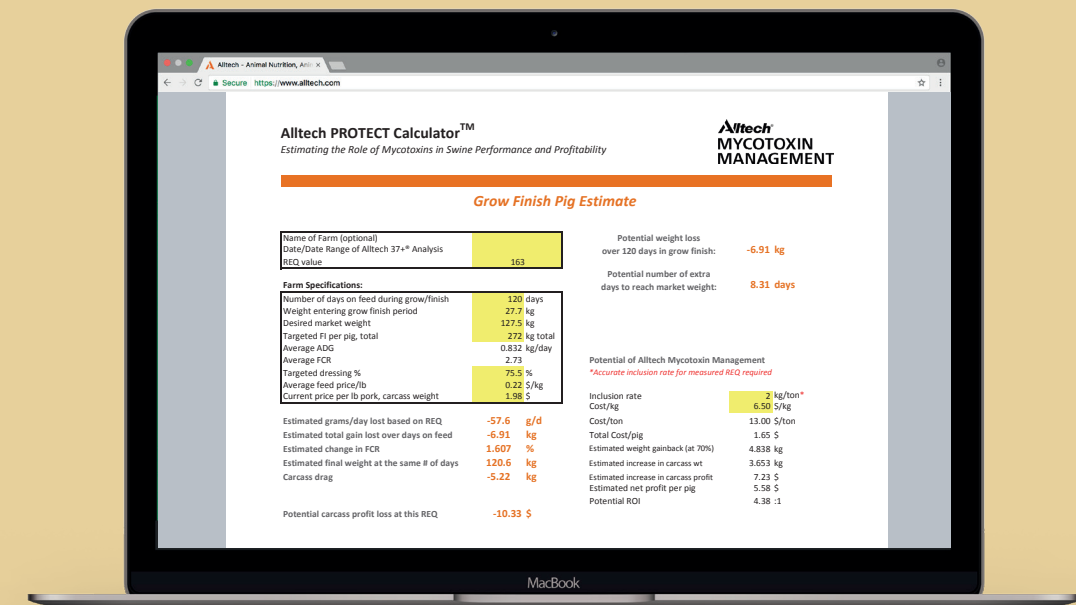 Alltech - Animal Nutrition, Ani
Secure https://www.alltech.com
Alltech PROTECT Calculator™
Estimating the Role of Mycotoxins in Swine Performance and Profitability
Alltech®
MYCOTOXIN
MANAGEMENT
Grow Finish Pig Estimate
Name of Farm (optional)
Date/Date Range of Alltech 37+® Analysis
REQ value 163
Farm Specifications:
Number of days on feed during grow/finish 120 days
Weight entering grow finish period 27.7 kg
Desired market weight 127.5 kg
Targeted FI per pig, total 272 kg total
Average ADG 0.832 kg/day
Average FCR 2.73
Targeted dressing % 75.5 %
Average feed price/lb 0.22 $/kg
Current price per lb pork, carcass weight 1.98 $
Estimated grams/day lost based on REQ -57.6 g/d
Estimated total gain lost over days on feed -6.91 kg
Estimated change in FCR 1.607 %
Estimated final weight at the same # of days 120.6 kg
Carcass drag -5.22 kg
Potential carcass profit loss at this REQ -10.33 $
Potential weight loss
over 120 days in grow finish: -6.91 kg
Potential number of extra
days to reach market weight: 8.31 days
Potential of Alltech Mycotoxin Management
*Accurate inclusion rate for measured REQ required
Inclusion rate 2 kg/ton*
Cost/kg 6.50 $/kg
Cost/ton 13.00 $/ton
Total Cost/pig 1.65 $
Estimated weight gainback (at 70%) 4.838 kg
Estimated increase in carcass wt 3.653 kg
Estimated increase in carcass profit 7.23 $
Estimated net profit per pig 5.58 $
Potential ROI 4.38 :1
MacBook